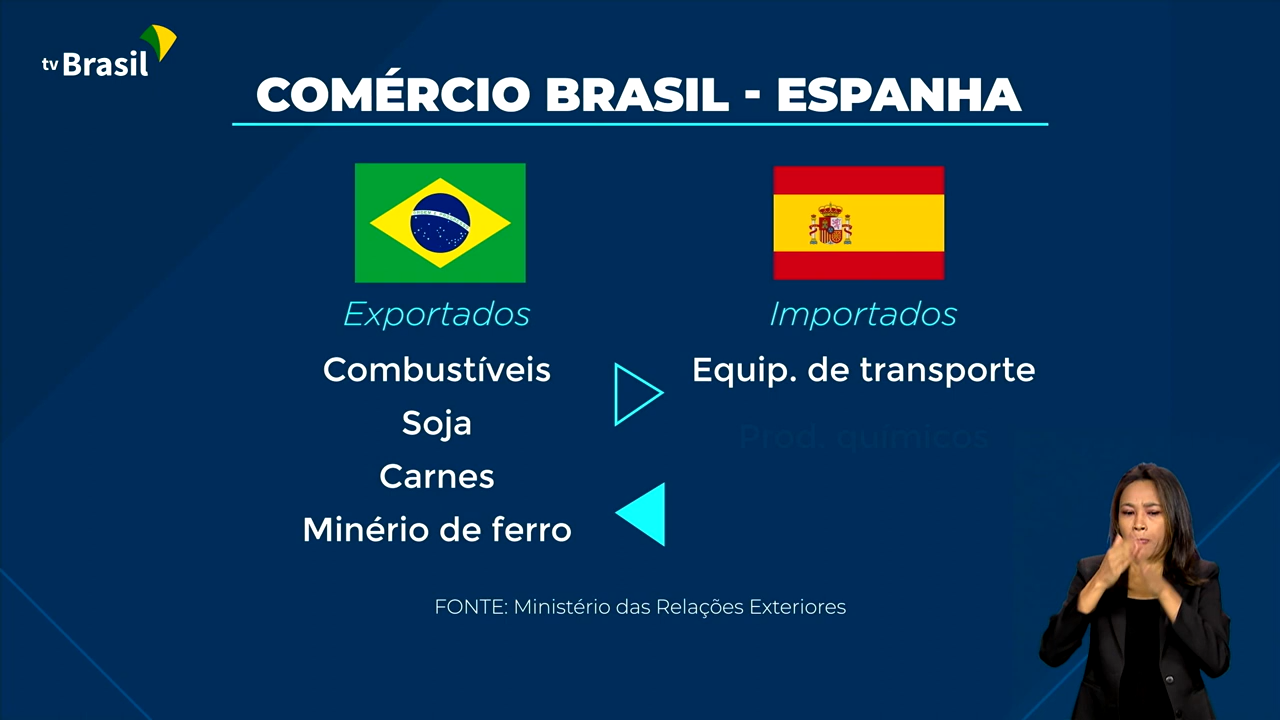 tv Brasil
COMÉRCIO BRASIL - ESPANHA
Exportados
Combustíveis
Soja
Carnes
Minério de ferro
Importados
Equip. de transporte
Prod. químicos
FONTE: Ministério das Relações Exteriores